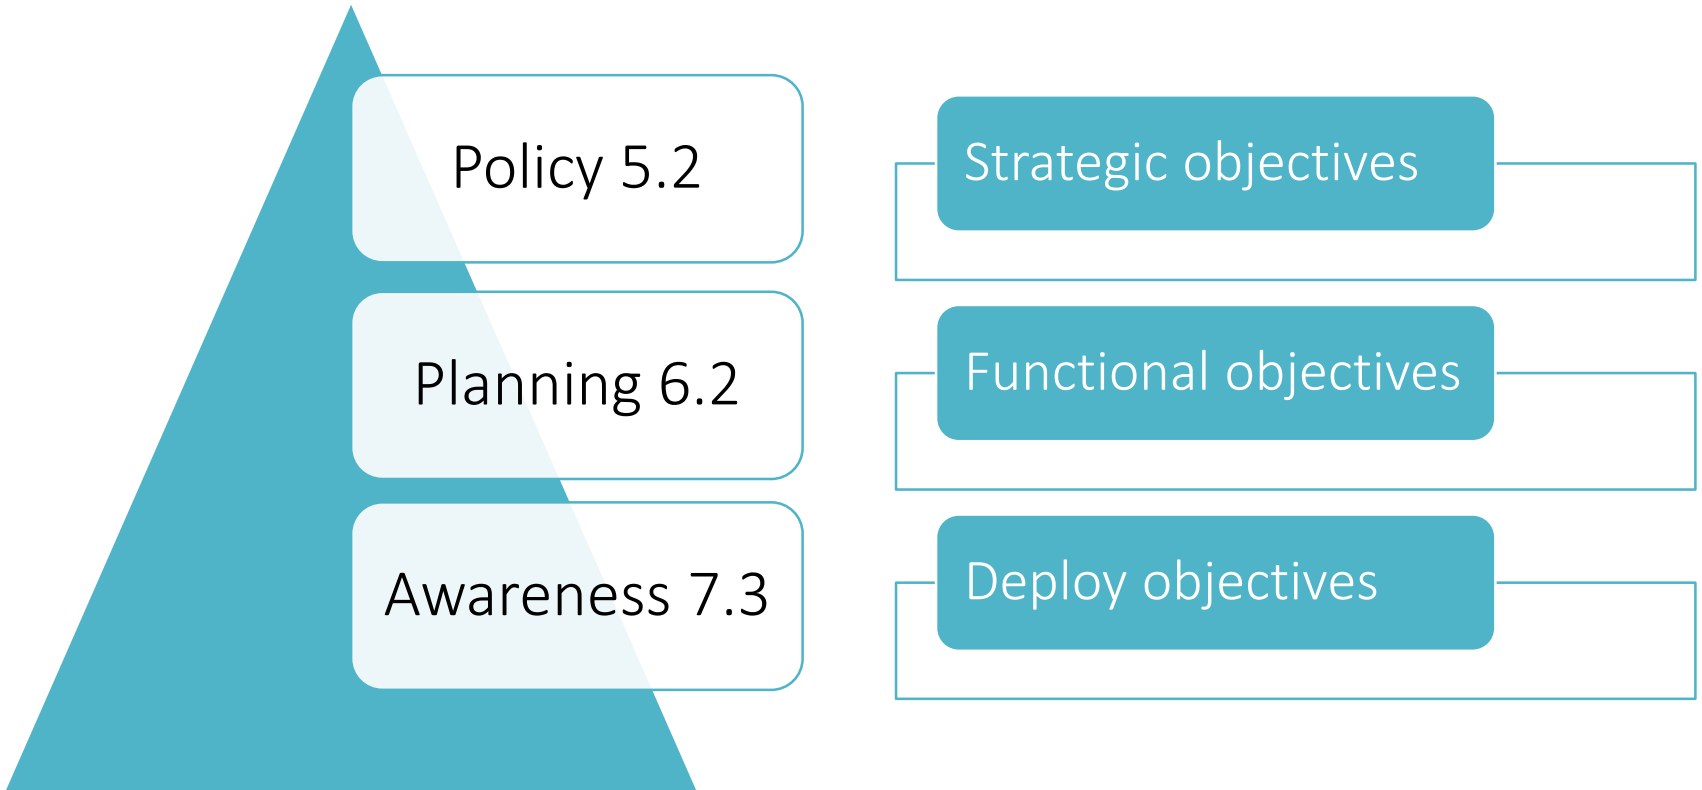 Policy 5.2
Strategic objectives
Planning 6.2
Functional objectives
Awareness 7.3
Deploy objectives